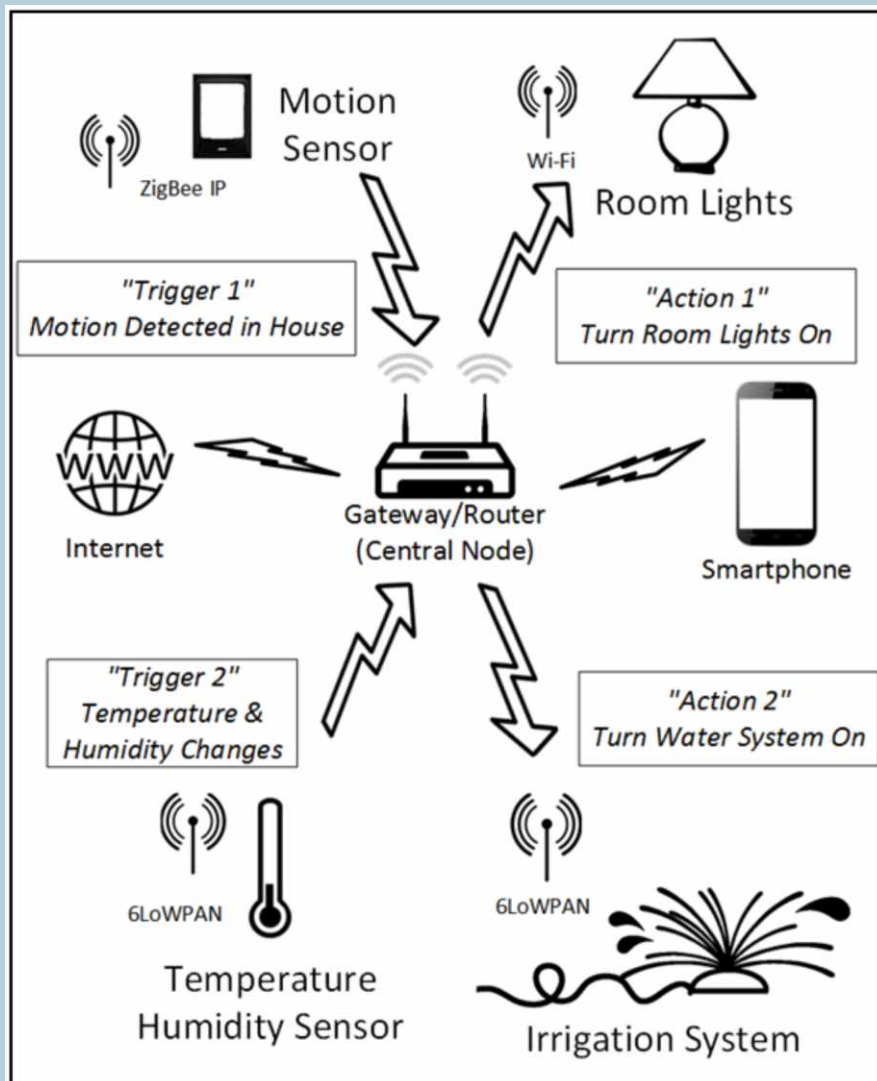 Motion
Sensor
ZigBee IP
Wi-Fi
Room Lights
"Trigger 1"
Motion Detected in House
"Action 1"
Turn Room Lights On
WWW
Internet
Gateway/Router
(Central Node)
Smartphone
"Trigger 2"
Temperature &
Humidity Changes
"Action 2"
Turn Water System On
6LoWPAN
Temperature
Humidity Sensor
6LoWPAN
Irrigation System